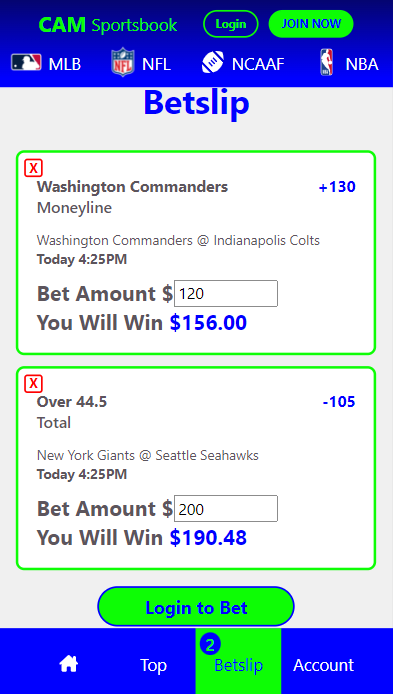 CAM Sportsbook Login JOIN NOW
MLB NFL NCAAF NBA
Betslip
X
Washington Commanders +130
Moneyline
Washington Commanders @ Indianapolis Colts
Today 4:25PM
Bet Amount $120
You Will Win $156.00
X
Over 44.5 -105
Total
New York Giants @ Seattle Seahawks
Today 4:25PM
Bet Amount $200
You Will Win $190.48
Login to Bet
2
Top Betslip Account